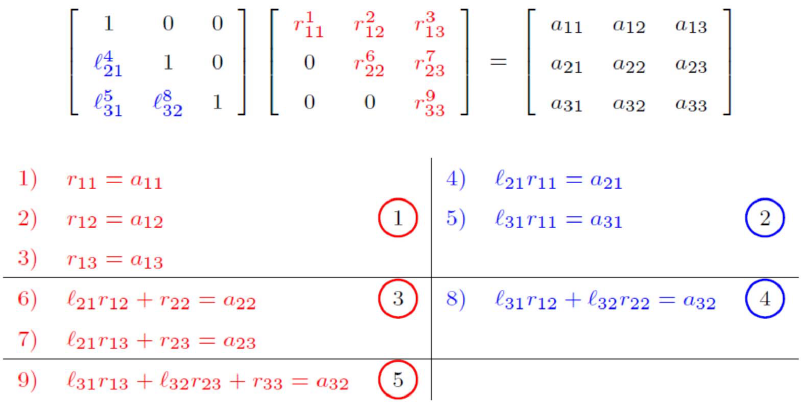 [ 1 0 0 ] [ r¹₁₁ r²₁₂ r³₁₃ ] [ a₁₁ a₁₂ a₁₃ ]
[ ℓ⁴₂₁ 1 0 ] [ 0 r⁶₂₂ r⁷₂₃ ] = [ a₂₁ a₂₂ a₂₃ ]
[ ℓ⁵₃₁ ℓ⁸₃₂ 1 ] [ 0 0 r⁹₃₃ ] [ a₃₁ a₃₂ a₃₃ ]
1) r₁₁ = a₁₁
2) r₁₂ = a₁₂ 1
3) r₁₃ = a₁₃
4) ℓ₂₁r₁₁ = a₂₁
5) ℓ₃₁r₁₁ = a₃₁ 2
6) ℓ₂₁r₁₂ + r₂₂ = a₂₂ 3
7) ℓ₂₁r₁₃ + r₂₃ = a₂₃
8) ℓ₃₁r₁₂ + ℓ₃₂r₂₂ = a₃₂ 4
9) ℓ₃₁r₁₃ + ℓ₃₂r₂₃ + r₃₃ = a₃₂ 5